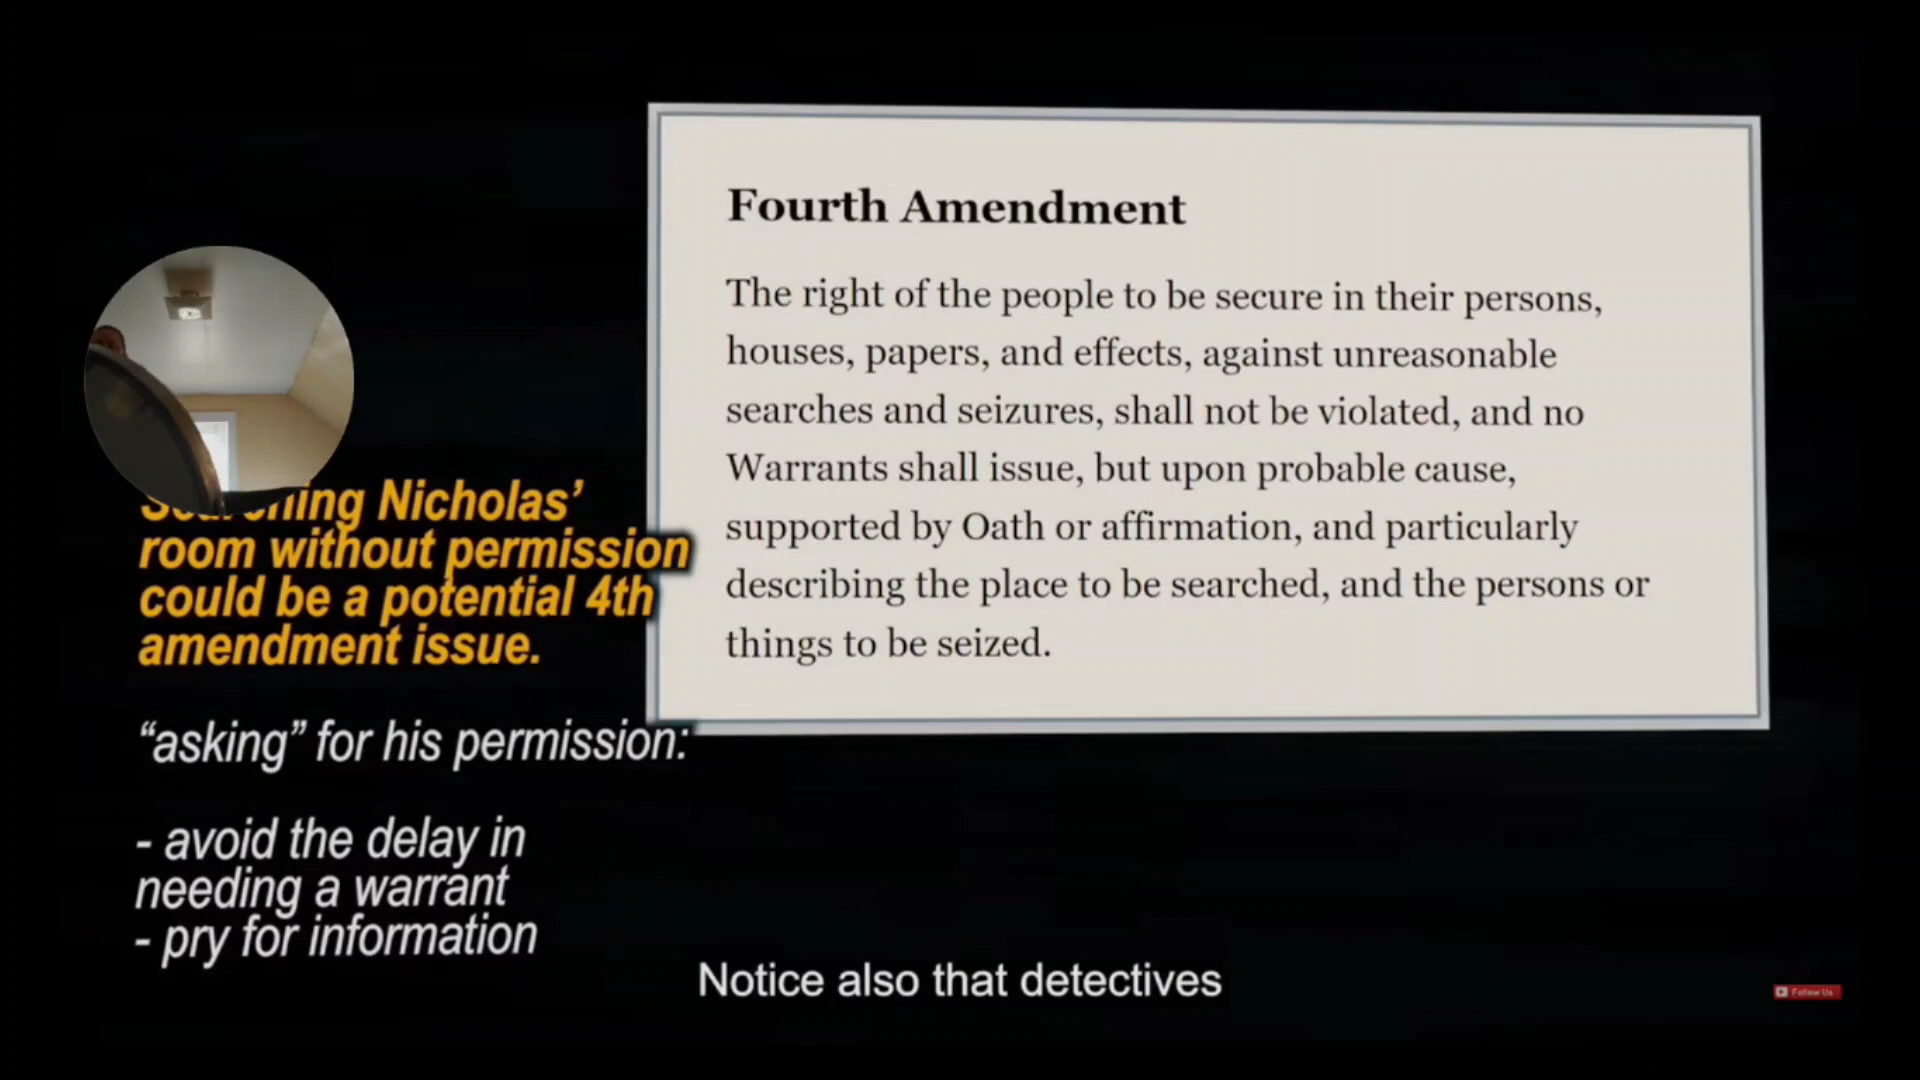 Fourth Amendment
The right of the people to be secure in their persons,
houses, papers, and effects, against unreasonable
searches and seizures, shall not be violated, and no
Warrants shall issue, but upon probable cause,
supported by Oath or affirmation, and particularly
describing the place to be searched, and the persons or
things to be seized.
Nicholas’
room without permission
could be a potential 4th
amendment issue.
“asking” for his permission:
- avoid the delay in
needing a warrant
- pry for information
Notice also that detectives
Follow Us